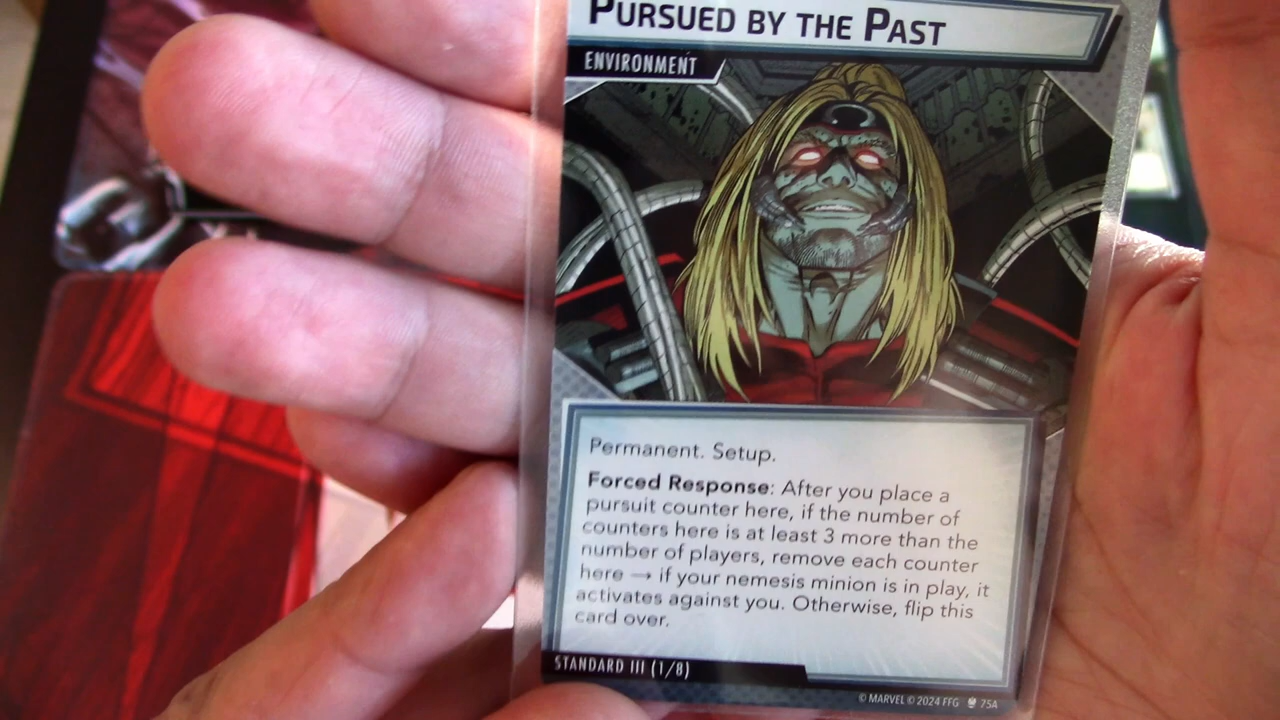 PURSUED BY THE PAST
ENVIRONMENT
Permanent. Setup.
Forced Response: After you place a
pursuit counter here, if the number of
counters here is at least 3 more than the
number of players, remove each counter
here → if your nemesis minion is in play, it
activates against you. Otherwise, flip this
card over.
STANDARD III (1/8)
© MARVEL © 2024 FFG 75A